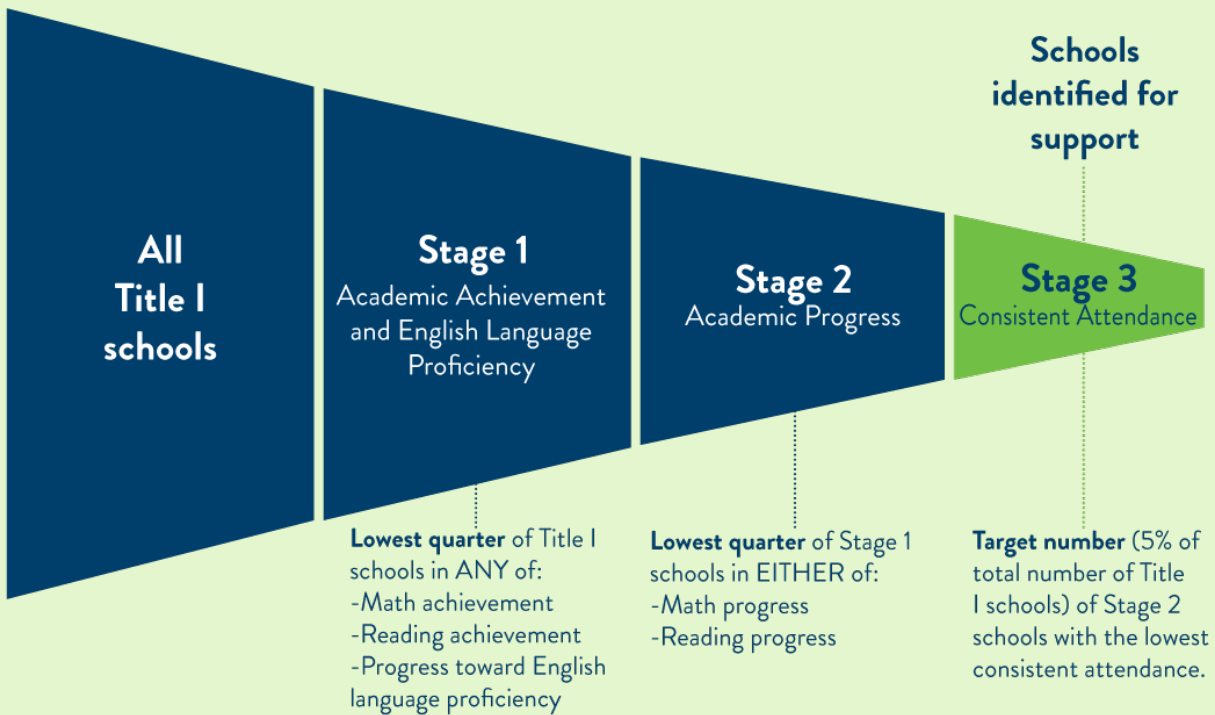 All
Title I
schools
Stage 1
Academic Achievement
and English Language
Proficiency
Stage 2
Academic Progress
Schools
identified for
support
Stage 3
Consistent Attendance
Lowest quarter of Title I
schools in ANY of:
-Math achievement
-Reading achievement
-Progress toward English
language proficiency
Lowest quarter of Stage 1
schools in EITHER of:
-Math progress
-Reading progress
Target number (5% of
total number of Title
I schools) of Stage 2
schools with the lowest
consistent attendance.